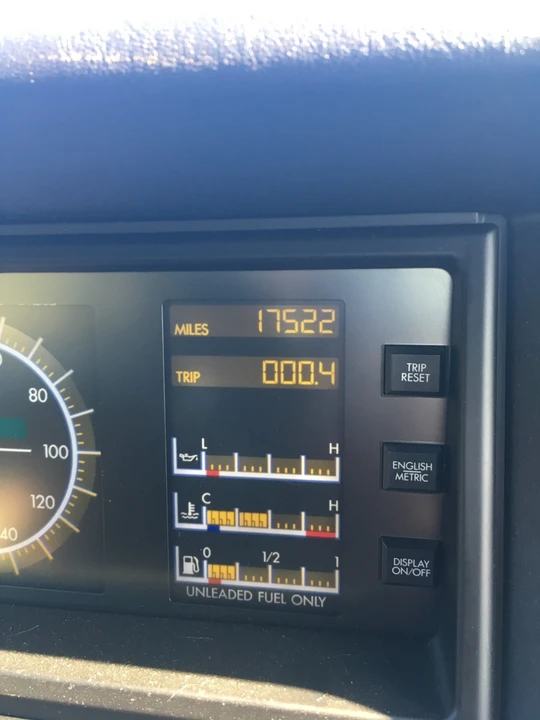 MILES 17522
TRIP 000.4
TRIP
RESET
80
100
120
L H
ENGLISH
METRIC
C H
0 1/2 1
DISPLAY
ON/OFF
UNLEADED FUEL ONLY